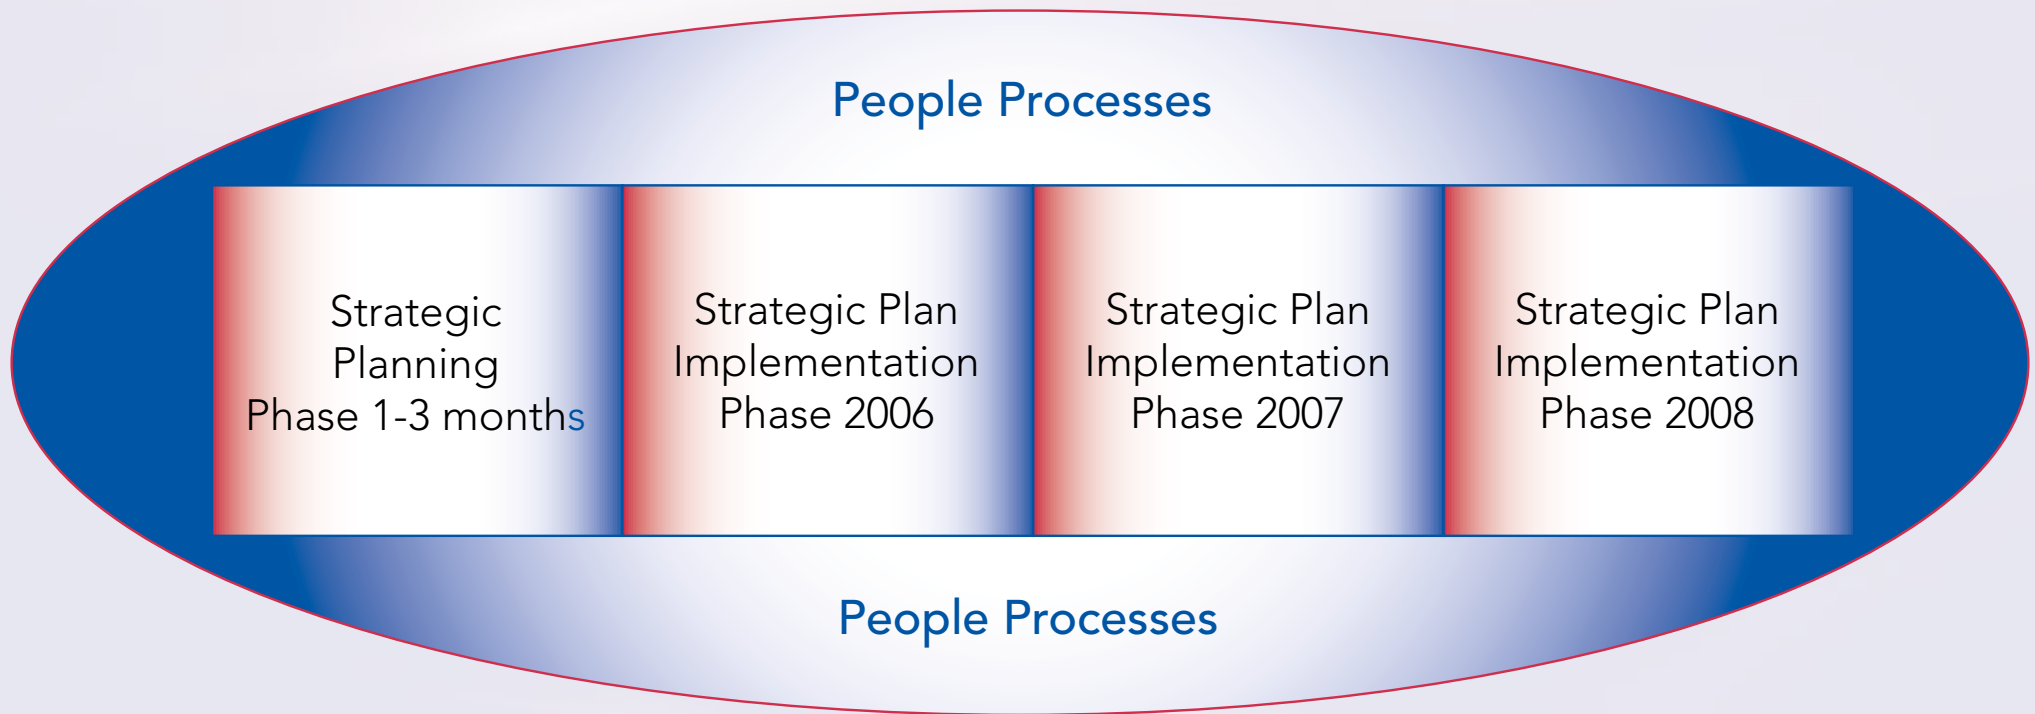 People Processes
Strategic
Planning
Phase 1-3 months
Strategic Plan
Implementation
Phase 2006
Strategic Plan
Implementation
Phase 2007
Strategic Plan
Implementation
Phase 2008
People Processes